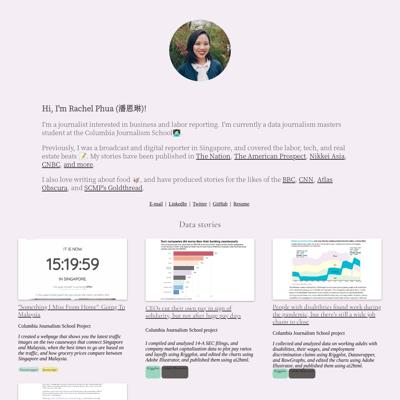 Hi, I'm Rachel Phua (潘恩琳)!
I'm a journalist interested in business and labor reporting. I'm currently a data journalism masters
student at the Columbia Journalism School
Previously, I was a broadcast and digital reporter in Singapore, and covered the labor, tech, and real
estate beats. My stories have been published in The Nation, The American Prospect, Nikkei Asia,
CNBC, and more.
I also love writing about food, and have produced stories for the likes of the BBC, CNN, Atlas
Obscura, and SCMP's Goldthread.
E-mail | LinkedIn | Twitter | GitHub | Resume
Data stories
IT IS NOW
15:19:59
IN SINGAPORE.
"Something I Miss From Home": Going To
Malaysia
Columbia Journalism School Project
I created a webpage that shows you the latest traffic
images on the two causeways that connect Singapore
and Malaysia, when the best times to go are based on
the traffic, and how grocery prices compare between
Singapore and Malaysia.
Tech companies
CEOs cut their own pay in sign of
solidarity, but not after huge pay days
Columbia Journalism School project
I compiled and analyzed 14-A SEC filings, and
company market capitalization data to plot pay ratios
and layoffs using R/ggplot, and edited the charts using
Adobe Illustrator, and published them using ai2html.
People with disabilities found work during
the pandemic, but there's still a wide job
chasm to close
Columbia Journalism School project
I collected and analyzed data on working adults with
disabilities, their wages, and employment
discrimination claims using R/ggplot, Datawrapper,
and RawGraphs, and edited the charts using Adobe
Illustrator, and published them using ai2html.